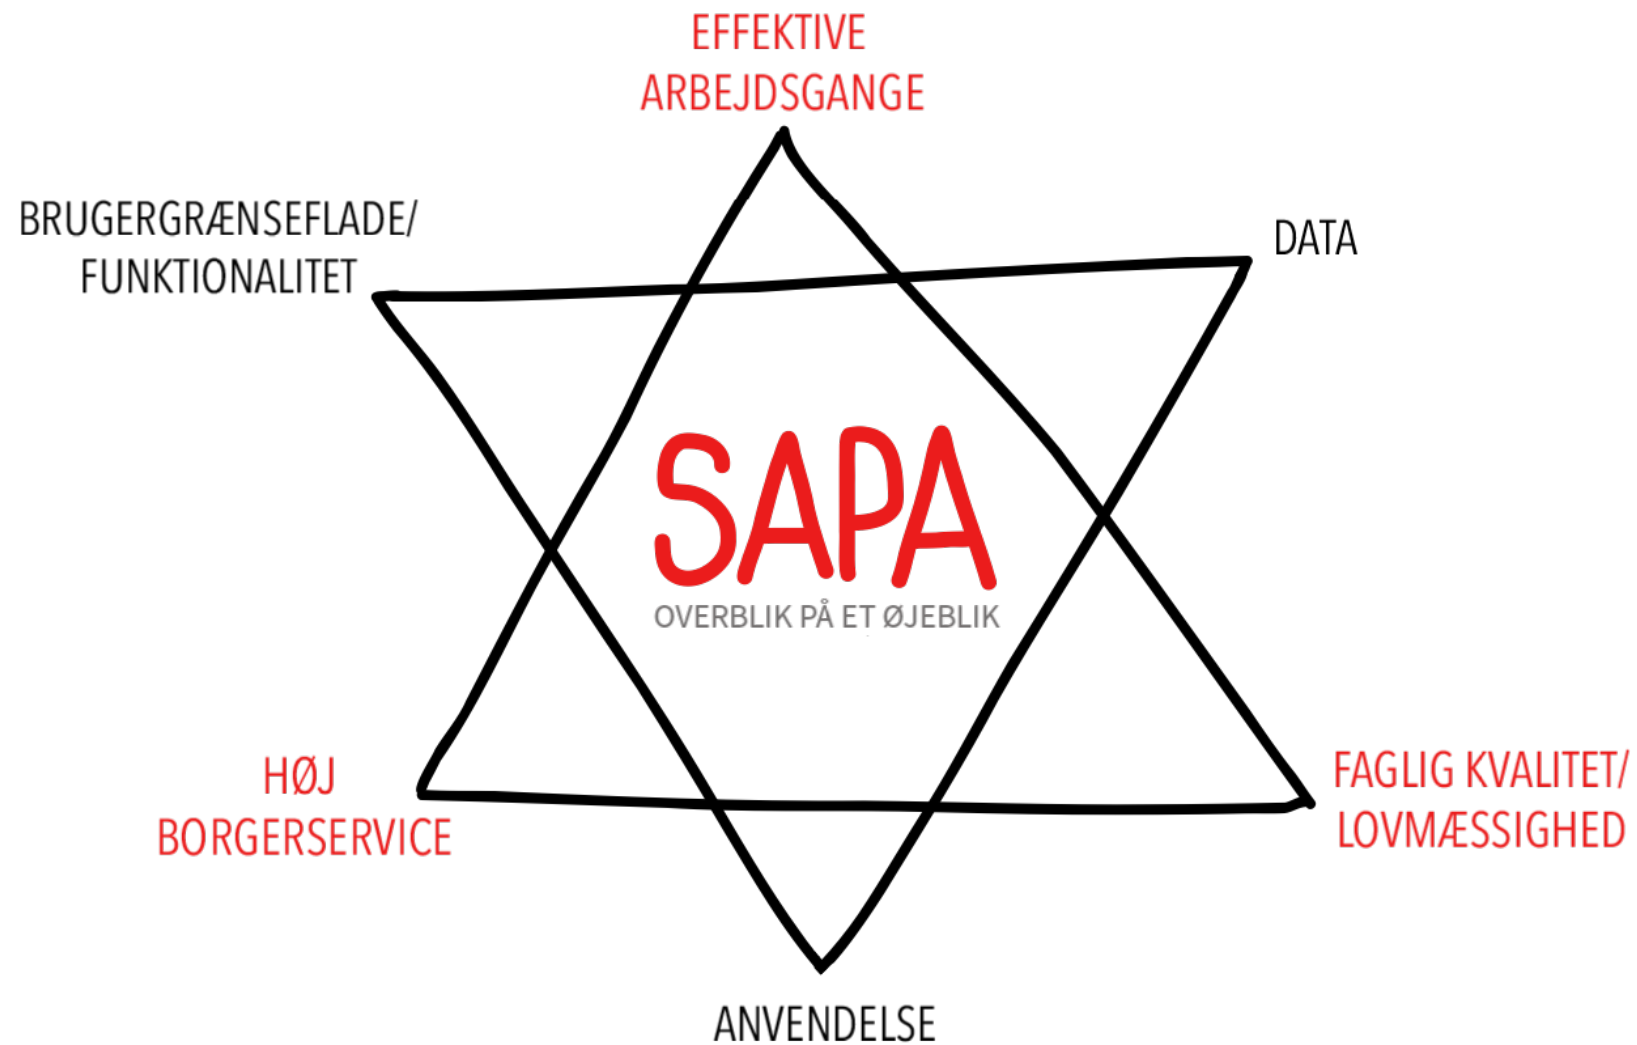 EFFEKTIVE
ARBEJDSGANGE
BRUGERGRÆNSEFLADE/
FUNKTIONALITET
DATA
SAPA
OVERBLIK PÅ ET ØJEBLIK
HØJ
BORGERSERVICE
FAGLIG KVALITET/
LOVMÆSSIGHED
ANVENDELSE